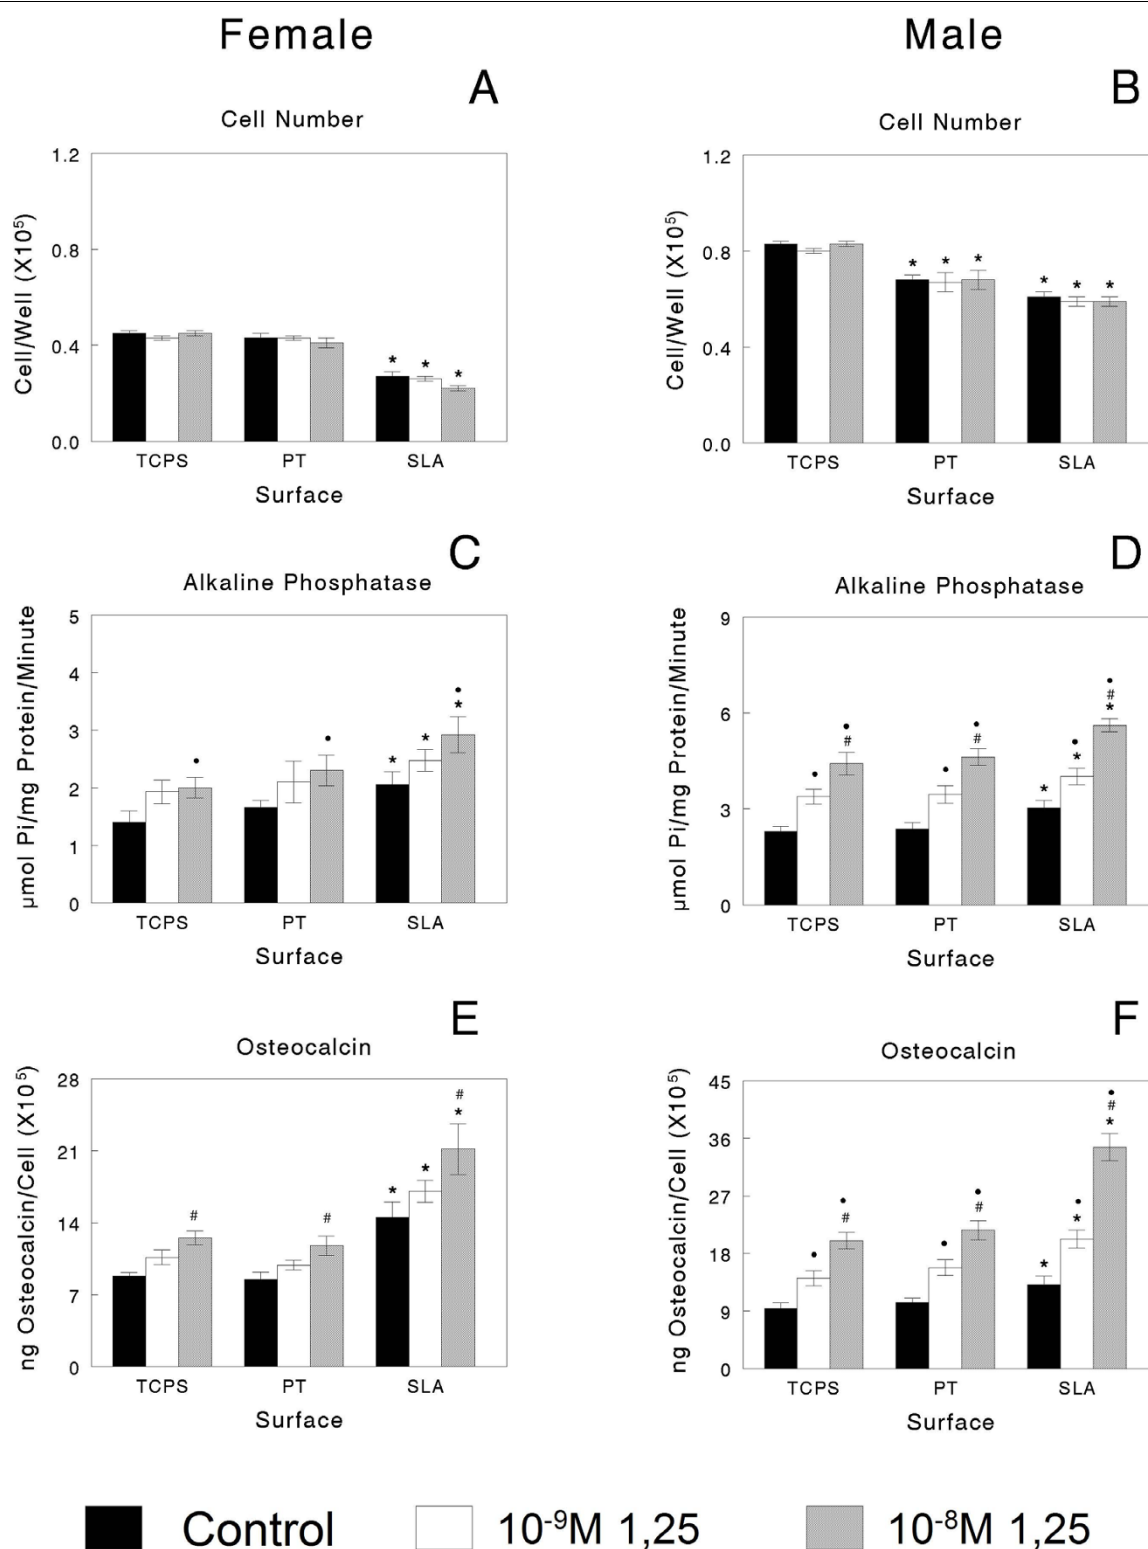 Female
Male
A
Cell Number
1.2
0.8
0.4
0.0
Cell/Well (X10⁵)
* * *
TCPS PT SLA
Surface
B
Cell Number
1.2
0.8
0.4
0.0
Cell/Well (X10⁵)
* * * * * *
TCPS PT SLA
Surface
C
Alkaline Phosphatase
5
4
3
2
1
0
µmol Pi/mg Protein/Minute
• • * * • *
TCPS PT SLA
Surface
D
Alkaline Phosphatase
9
6
3
0
µmol Pi/mg Protein/Minute
• • # • • # * • * • # *
TCPS PT SLA
Surface
E
Osteocalcin
28
21
14
7
0
ng Osteocalcin/Cell (X10⁵)
# # * * # *
TCPS PT SLA
Surface
F
Osteocalcin
45
36
27
18
9
0
ng Osteocalcin/Cell (X10⁵)
• • # • • # * • * • # *
TCPS PT SLA
Surface
Control
10⁻⁹M 1,25
10⁻⁸M 1,25